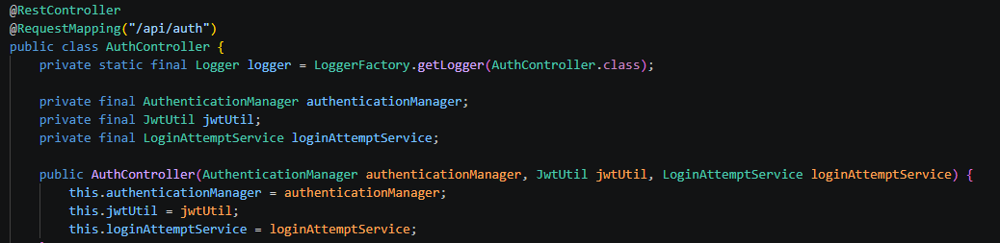 @RestController
@RequestMapping("/api/auth")
public class AuthController {
    private static final Logger logger = LoggerFactory.getLogger(AuthController.class);

    private final AuthenticationManager authenticationManager;
    private final JwtUtil jwtUtil;
    private final LoginAttemptService loginAttemptService;

    public AuthController(AuthenticationManager authenticationManager, JwtUtil jwtUtil, LoginAttemptService loginAttemptService) {
        this.authenticationManager = authenticationManager;
        this.jwtUtil = jwtUtil;
        this.loginAttemptService = loginAttemptService;